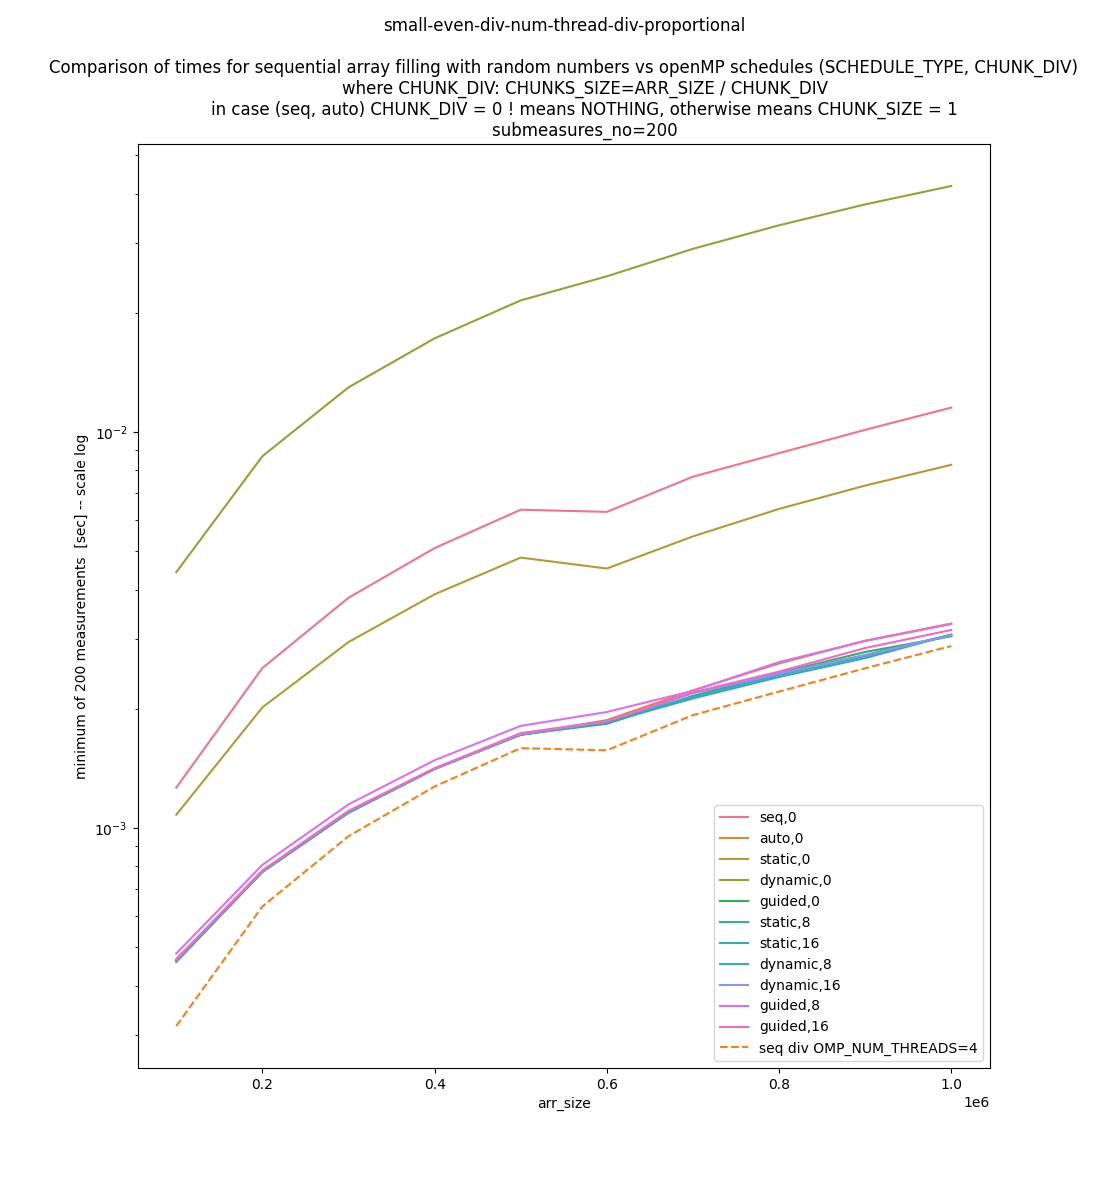 small-even-div-num-thread-div-proportional
Comparison of times for sequential array filling with random numbers vs openMP schedules (SCHEDULE_TYPE, CHUNK_DIV)
where CHUNK_DIV: CHUNKS_SIZE=ARR_SIZE / CHUNK_DIV
in case (seq, auto) CHUNK_DIV = 0 ! means NOTHING, otherwise means CHUNK_SIZE = 1
submeasures_no=200
minimum of 200 measurements  [sec] -- scale log
10⁻²
10⁻³
seq,0
auto,0
static,0
dynamic,0
guided,0
static,8
static,16
dynamic,8
dynamic,16
guided,8
guided,16
seq div OMP_NUM_THREADS=4
0.2
0.4
0.6
0.8
1.0
1e6
arr_size